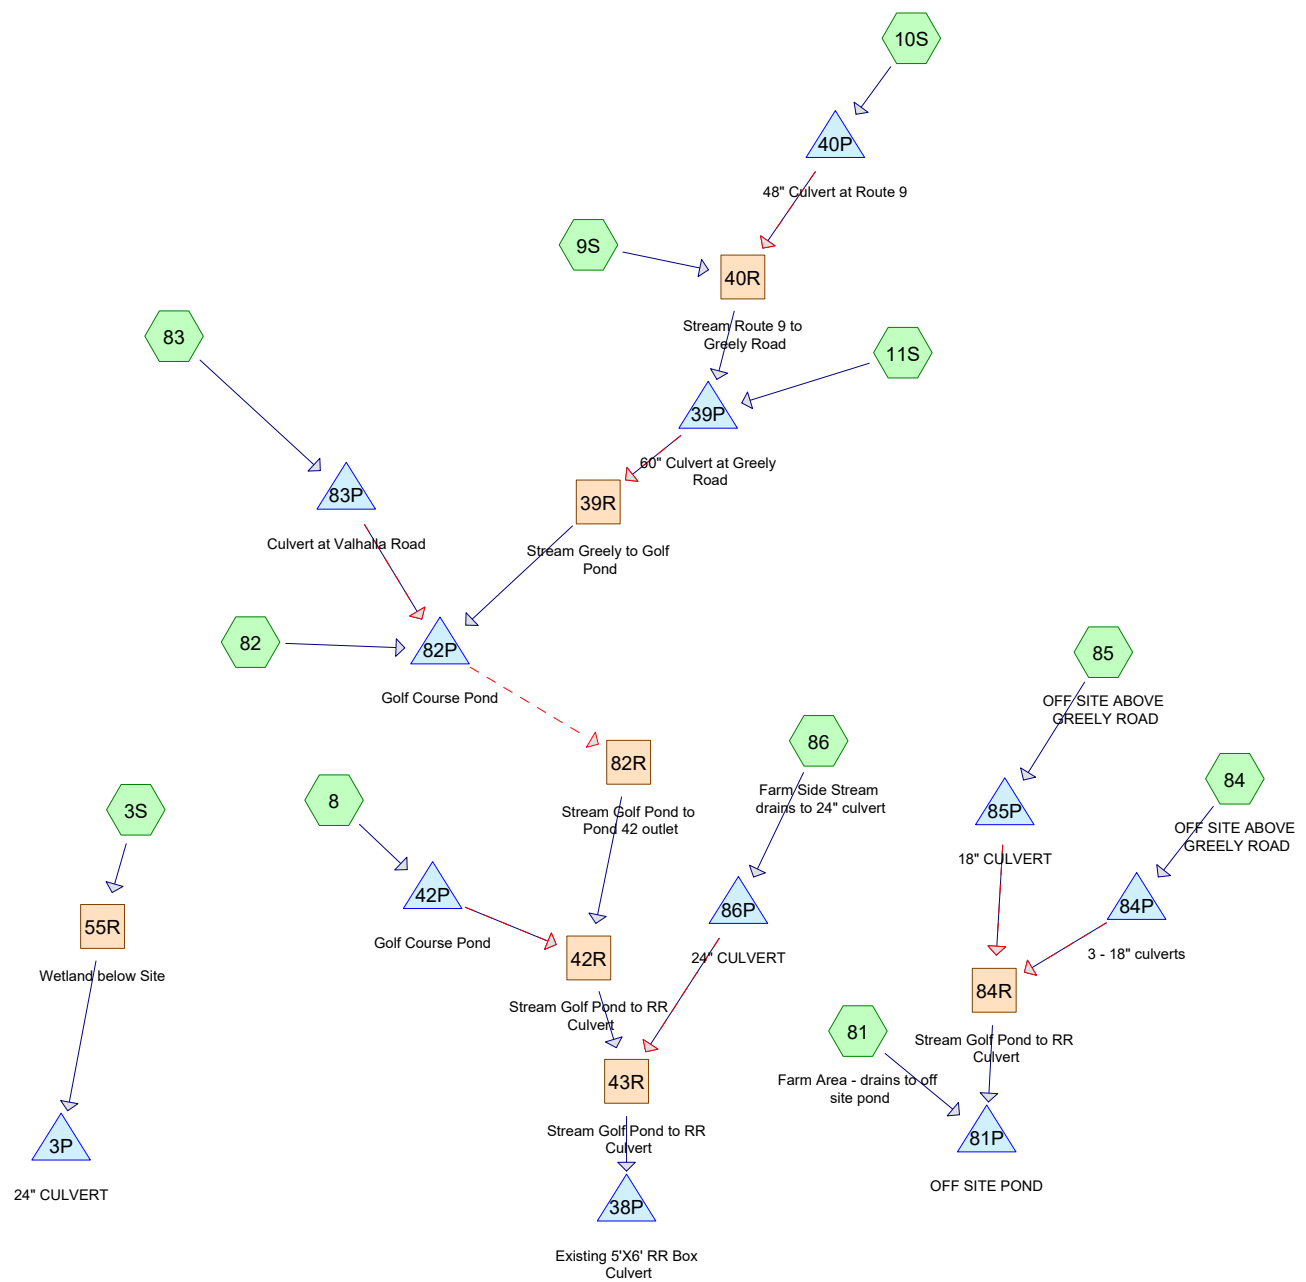 10S
40P
48" Culvert at Route 9
9S
40R
Stream Route 9 to
Greely Road
83
11S
39P
60" Culvert at Greely
Road
83P
39R
Culvert at Valhalla Road
Stream Greely to Golf
Pond
82
82P
Golf Course Pond
85
OFF SITE ABOVE
GREELY ROAD
86
Farm Side Stream
drains to 24" culvert
82R
Stream Golf Pond to
Pond 42 outlet
84
OFF SITE ABOVE
GREELY ROAD
3S
8
85P
18" CULVERT
42P
Golf Course Pond
86P
24" CULVERT
84P
3 - 18" culverts
55R
Wetland below Site
42R
Stream Golf Pond to RR
Culvert
84R
Stream Golf Pond to RR
Culvert
81
Farm Area - drains to off
site pond
43R
Stream Golf Pond to RR
Culvert
3P
24" CULVERT
81P
OFF SITE POND
38P
Existing 5'X6' RR Box
Culvert